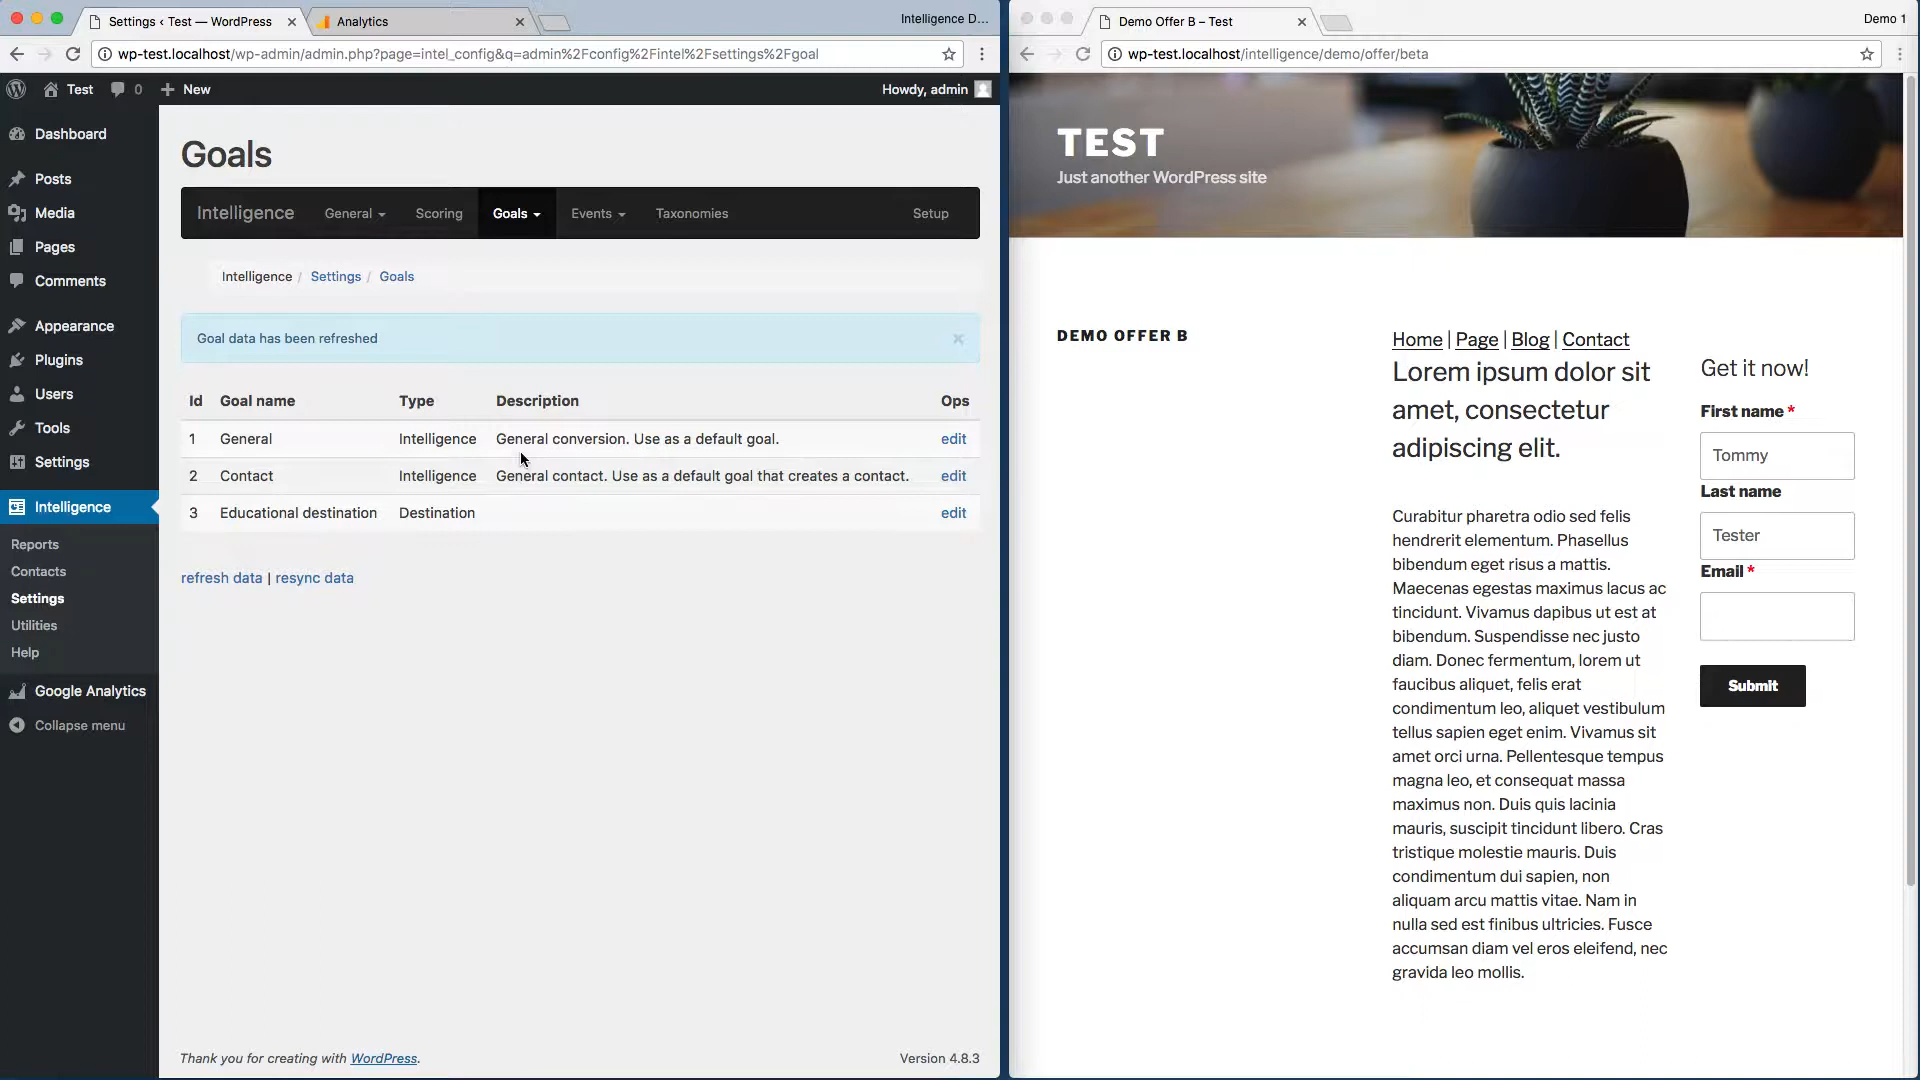 Settings ‹ Test — WordPress
Analytics
Intelligence D...
wp-test.localhost/wp-admin/admin.php?page=intel_config&q=admin%2Fconfig%2Fintel%2Fsettings%2Fgoal
Test
0
New
Howdy, admin
Dashboard
Posts
Media
Pages
Comments
Appearance
Plugins
Users
Tools
Settings
Intelligence
Reports
Contacts
Settings
Utilities
Help
Google Analytics
Collapse menu
Goals
Intelligence General Scoring Goals Events Taxonomies Setup
Intelligence / Settings / Goals
Goal data has been refreshed ×
Id Goal name Type Description Ops
1 General Intelligence General conversion. Use as a default goal. edit
2 Contact Intelligence General contact. Use as a default goal that creates a contact. edit
3 Educational destination Destination edit
refresh data | resync data
Thank you for creating with WordPress.
Version 4.8.3
Demo Offer B – Test
Demo 1
wp-test.localhost/intelligence/demo/offer/beta
TEST
Just another WordPress site
DEMO OFFER B
Home | Page | Blog | Contact
Lorem ipsum dolor sit
amet, consectetur
adipiscing elit.
Curabitur pharetra odio sed felis
hendrerit elementum. Phasellus
bibendum eget risus a mattis.
Maecenas egestas maximus lacus ac
tincidunt. Vivamus dapibus ut est at
bibendum. Suspendisse nec justo
diam. Donec fermentum, lorem ut
faucibus aliquet, felis erat
condimentum leo, aliquet vestibulum
tellus sapien eget enim. Vivamus sit
amet orci urna. Pellentesque tempus
magna leo, et consequat massa
maximus non. Duis quis lacinia
mauris, suscipit tincidunt libero. Cras
tristique molestie mauris. Duis
condimentum dui sapien, non
aliquam arcu mattis vitae. Nam in
nulla sed est finibus ultricies. Fusce
accumsan diam vel eros eleifend, nec
gravida leo mollis.
Get it now!
First name *
Tommy
Last name
Tester
Email *
Submit